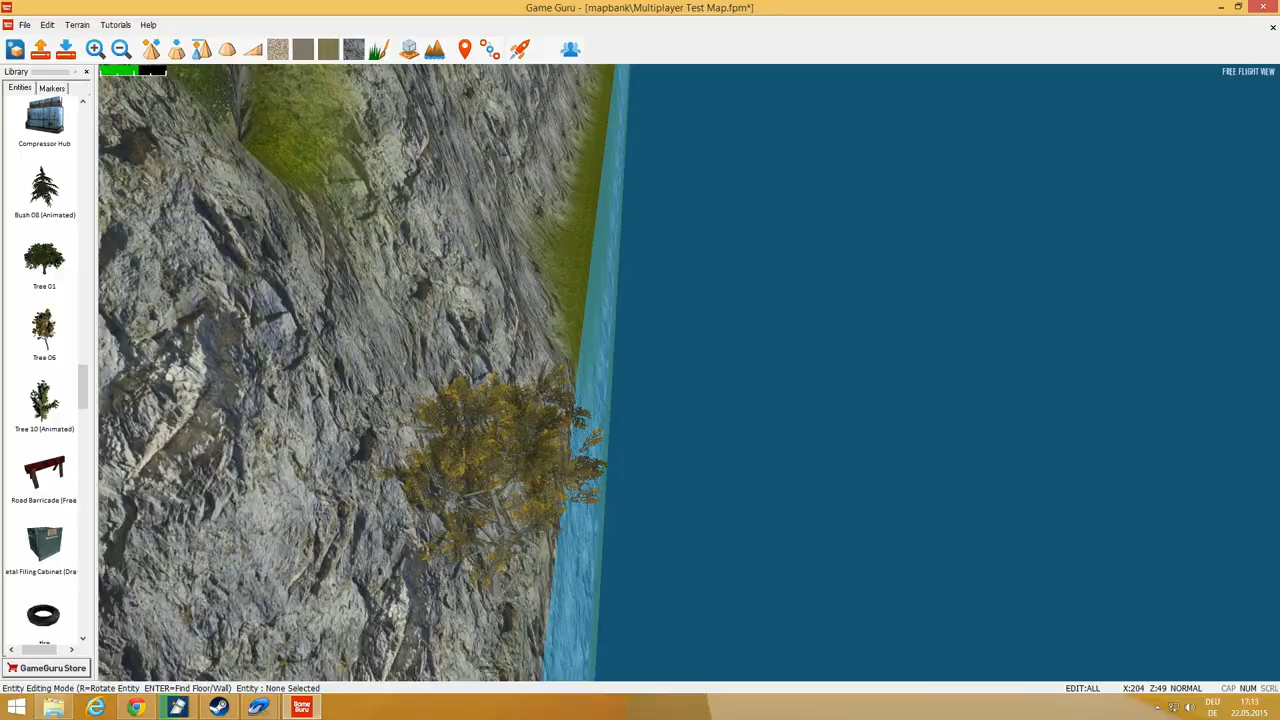 Game Guru - [mapbank\Multiplayer Test Map.fpm*]
File Edit Terrain Tutorials Help
Library
FREE FLIGHT VIEW
Entities Markers
Compressor Hub
Bush 08 (Animated)
Tree 01
Tree 06
Tree 10 (Animated)
Road Barricade (Free
etal Filing Cabinet (Dra
GameGuru Store
Entity Editing Mode (R=Rotate Entity ENTER=Find Floor/Wall) Entity : None Selected
EDIT:ALL X:204 Z:49 NORMAL CAP NUM SCRL
GAME GURU
DEU 17:13
DE 22.05.2015